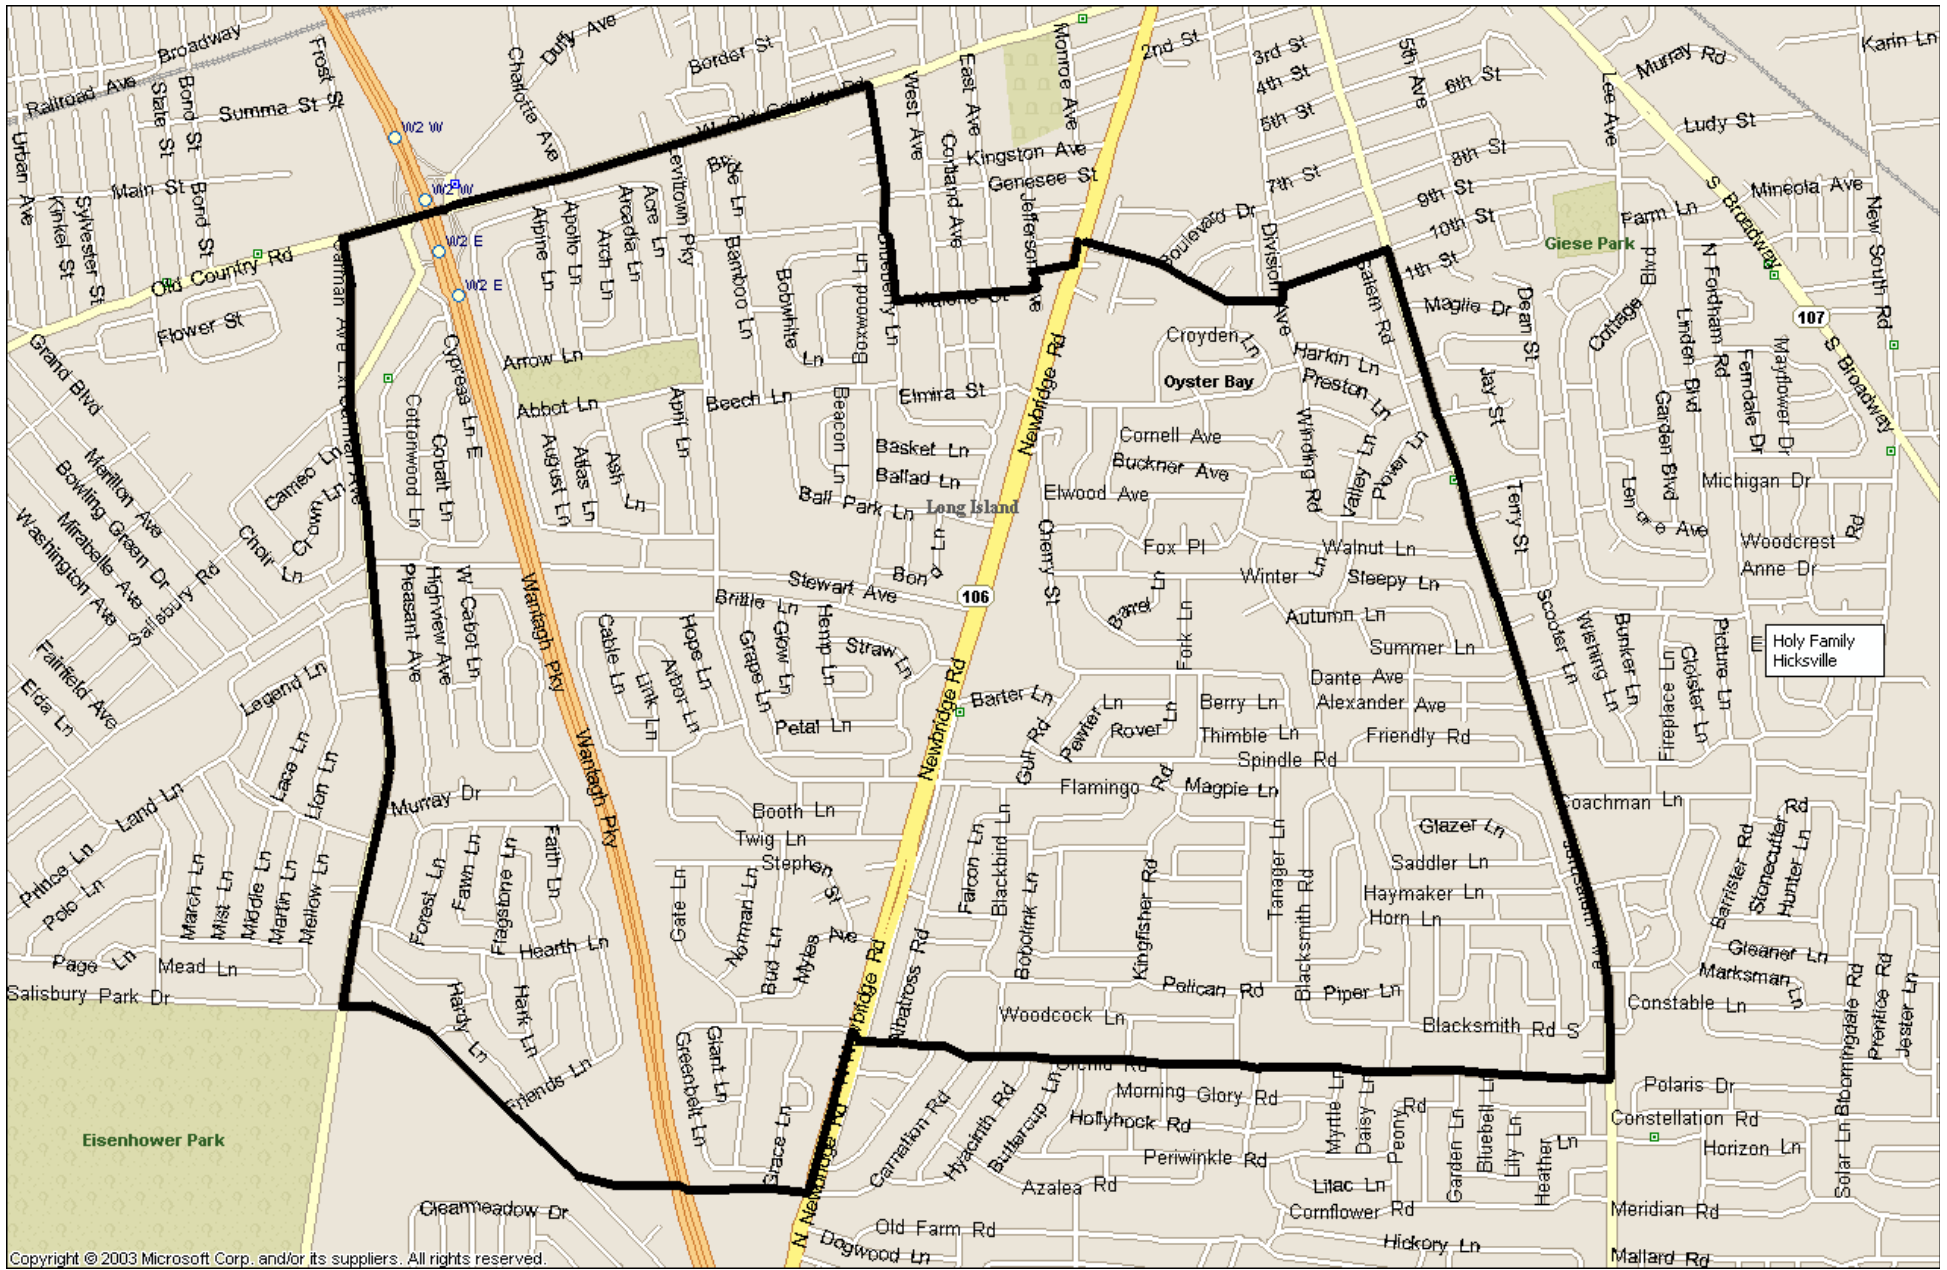 Broadway
Frost St
Charlotte Ave
Duffy Ave
Border St
East Ave
Monroe Ave
2nd St
3rd St
5th Ave
Lee Ave
Murray Rd
Karin Ln
Railroad Ave
State St
Bond St
Summa St
W2 W
West Ave
4th St
6th St
5th St
Ludy St
Urban Ave
Main St
Bond St
Kinkel St
Sylvester St
W2 W
Levittown Pky
Cortland Ave
Kingston Ave
Genesee St
Jefferson Ave
7th St
8th St
9th St
10th St
1th St
Mineola Ave
S Broadway
New South Rd
Farm Ln
Giese Park
Alpine Ln
Apollo Ln
Arch Ln
Arcadia Ln
Acre Ln
Bamboo Ln
Bobwhite Ln
Boxwood Ln
Boulevard Dr
Division Ave
Salem Rd
W2 E
W2 E
Old Country Rd
Flower St
Malone St
Maglie Dr
Dean St
Cottage Blvd
Linden Blvd
N Fordham Rd
Ferndale Dr
Mayflower Dr
107
S Broadway
Grand Blvd
Carman Ave
Cypress Ln E
Arrow Ln
Croyden Ln
Harkin Ln
Oyster Bay
Preston Ln
Jay St
Abbot Ln
Beech Ln
Elmira St
Newbridge Rd
Garden Blvd
Merillon Ave
Bowling Green Dr
Mirabelle Ave
Washington Ave
Cameo Ln
Crown Ln
Choir Ln
Cottonwood Ln
Cobalt Ln
August Ln
Atlas Ln
Ash Ln
April Ln
Beacon Ln
Basket Ln
Ballad Ln
Ball Park Ln
Cornell Ave
Buckner Ave
Elwood Ave
Winding Rd
Valley Ln
Plover Ln
Long Island
Michigan Dr
Terry St
Lenore Ave
Salisbury Rd
Stewart Ave
Bond Ln
106
Cherry St
Fox Pl
Walnut Ln
Winter Ln
Sleepy Ln
Woodcrest Rd
Anne Dr
Pleasant Ave
Highview Ave
W Cabot Ln
Wantagh Pky
Brittle Ln
Barrel Ln
Fork Ln
Autumn Ln
Summer Ln
Scooter Ln
Wishing Ln
Bunker Ln
Picture Ln
E
Holy Family
Hicksville
Fairfield Ave
Elda Ln
Legend Ln
Cable Ln
Link Ln
Arbor Ln
Hope Ln
Grape Ln
Glow Ln
Hemp Ln
Straw Ln
Petal Ln
Newbridge Rd
Barter Ln
Gull Rd
Pewter Ln
Rover Ln
Dante Ave
Berry Ln
Alexander Ave
Thimble Ln
Friendly Rd
Spindle Rd
Fireplace Ln
Cloister Ln
Lace Ln
Lion Ln
Wantagh Pky
Land Ln
Murray Dr
Booth Ln
Twig Ln
Stephen St
Flamingo Rd
Magpie Ln
Coachman Ln
Glazer Ln
Saddler Ln
Haymaker Ln
Horn Ln
Jerusalem Ave
Barrister Rd
Stonecutter Rd
Hunter Ln
Prince Ln
Polo Ln
Page Ln
March Ln
Mist Ln
Middle Ln
Martin Ln
Mellow Ln
Mead Ln
Forest Ln
Fawn Ln
Flagstone Ln
Faith Ln
Hearth Ln
Gate Ln
Norman Ln
Bud Ln
Myles Ave
Falcon Ln
Blackbird Ln
Bobolink Ln
Kingfisher Rd
Tanager Ln
Blacksmith Rd
Gleaner Ln
Marksman Ln
Salisbury Park Dr
Hardy Ln
Hark Ln
Friends Ln
Greenbelt Ln
Giant Ln
Grace Ln
Newbridge Rd
Albatross Rd
Pelican Rd
Piper Ln
Woodcock Ln
Blacksmith Rd S
Constable Ln
Bloomingdale Rd
Prentice Rd
Jester Ln
Orchid Rd
Morning Glory Rd
Hollyhock Rd
Polaris Dr
Constellation Rd
Horizon Ln
Solar Ln
Eisenhower Park
N Newbridge Rd
Carnation Rd
Hyacinth Rd
Buttercup Ln
Periwinkle Rd
Myrtle Ln
Daisy Ln
Peony Rd
Garden Ln
Bluebell Ln
Lily Ln
Heather Ln
Azalea Rd
Lilac Ln
Cornflower Rd
Meridian Rd
Clearmeadow Dr
Old Farm Rd
Dogwood Ln
Hickory Ln
Mallard Rd
Copyright © 2003 Microsoft Corp. and/or its suppliers. All rights reserved.